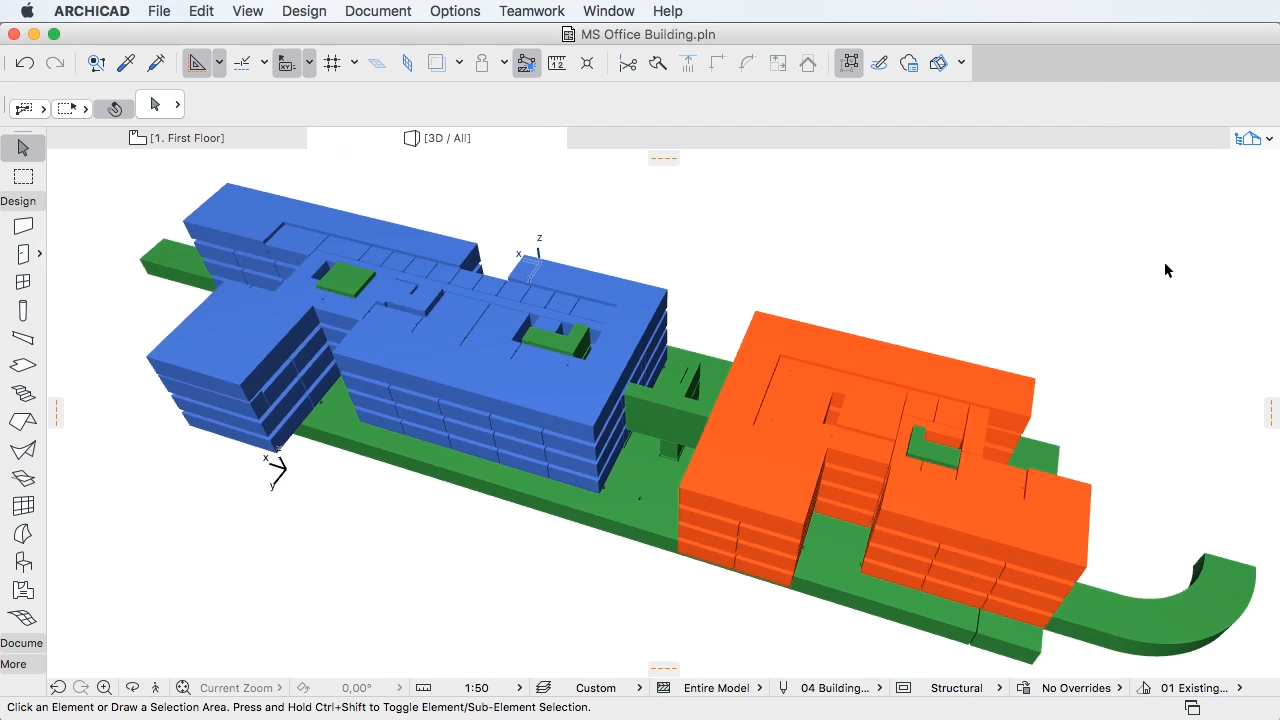 ARCHICAD File Edit View Design Document Options Teamwork Window Help
MS Office Building.pln
[1. First Floor]
[3D / All]
Design
z
x
x
z
y
Docume
More
Current Zoom
0,00°
1:50
Custom
Entire Model
04 Building...
Structural
No Overrides
01 Existing...
Click an Element or Draw a Selection Area. Press and Hold Ctrl+Shift to Toggle Element/Sub-Element Selection.